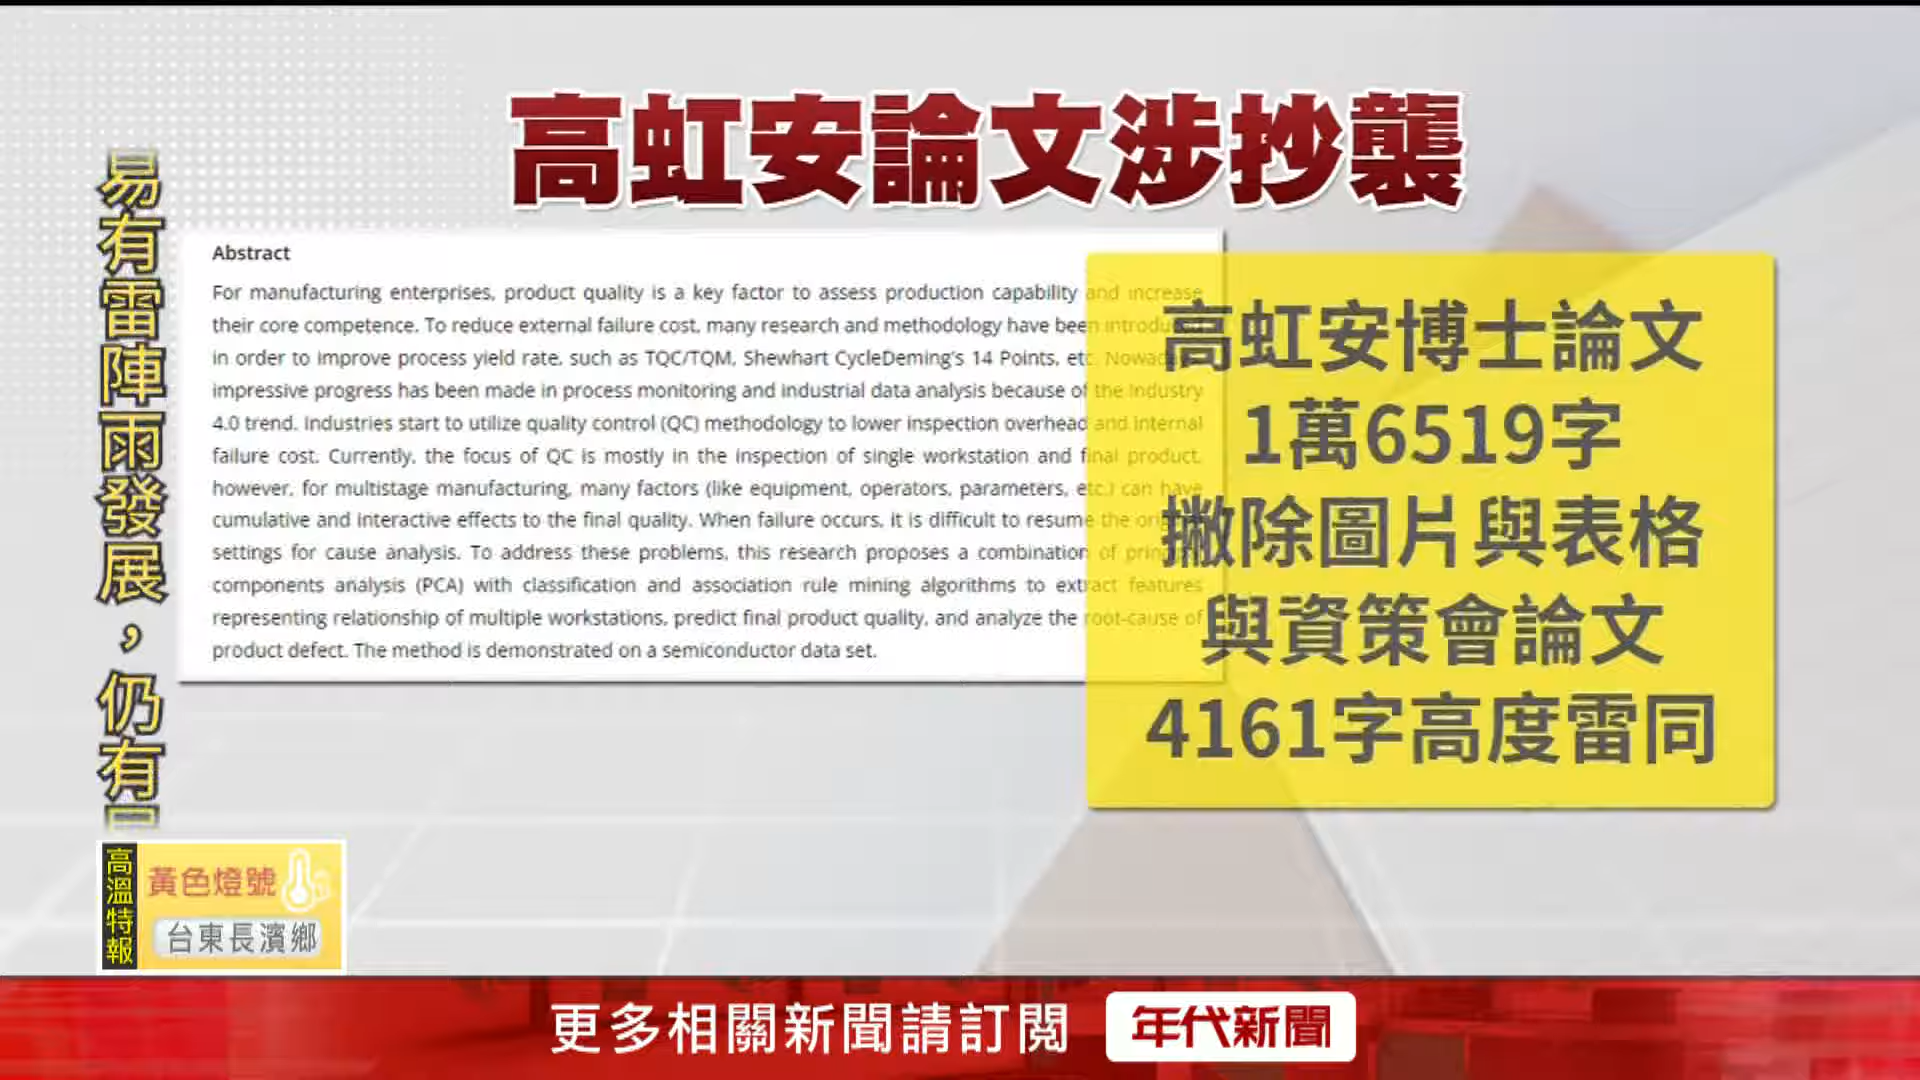 高虹安論文涉抄襲
易有雷陣雨發展，仍有
Abstract
For manufacturing enterprises, product quality is a key factor to assess production capability and increase
their core competence. To reduce external failure cost, many research and methodology have been introduced
in order to improve process yield rate, such as TQC/TQM, Shewhart CycleDeming's 14 Points, etc. Nowadays
impressive progress has been made in process monitoring and industrial data analysis because of the Industry
4.0 trend. Industries start to utilize quality control (QC) methodology to lower inspection overhead and internal
failure cost. Currently, the focus of QC is mostly in the inspection of single workstation and final product,
however, for multistage manufacturing, many factors (like equipment, operators, parameters, etc.) can have
cumulative and interactive effects to the final quality. When failure occurs, it is difficult to resume the original
settings for cause analysis. To address these problems, this research proposes a combination of
components analysis (PCA) with classification and association rule mining algorithms to extract features
representing relationship of multiple workstations, predict final product quality, and analyze the root-cause of
product defect. The method is demonstrated on a semiconductor data set.
高虹安博士論文
1萬6519字
撇除圖片與表格
與資策會論文
4161字高度雷同
高溫特報
黃色燈號
台東長濱鄉
更多相關新聞請訂閱
年代新聞